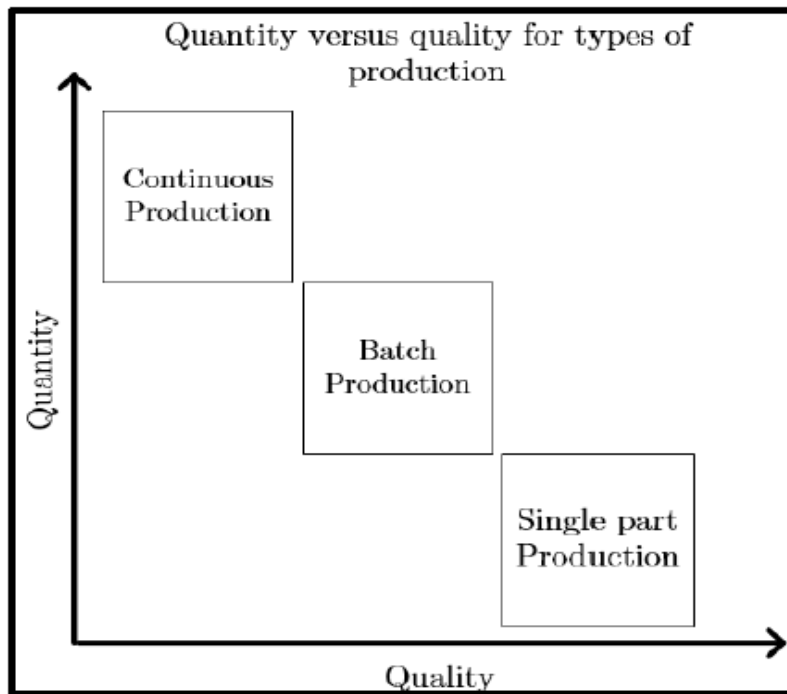 Quantity versus quality for types of
production
Continuous
Production
Quantity
Batch
Production
Single part
Production
Quality